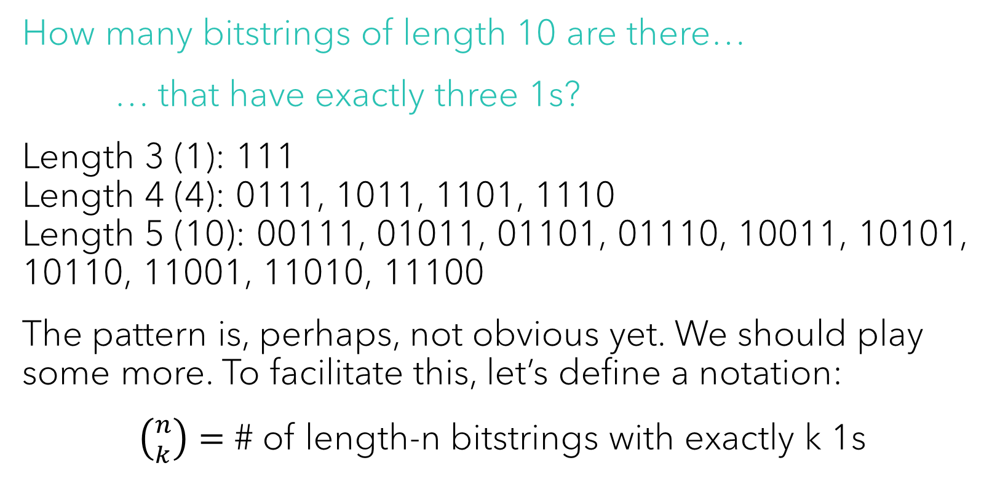 How many bitstrings of length 10 are there…
… that have exactly three 1s?
Length 3 (1): 111
Length 4 (4): 0111, 1011, 1101, 1110
Length 5 (10): 00111, 01011, 01101, 01110, 10011, 10101,
10110, 11001, 11010, 11100
The pattern is, perhaps, not obvious yet. We should play
some more. To facilitate this, let’s define a notation:
(n k) = # of length-n bitstrings with exactly k 1s